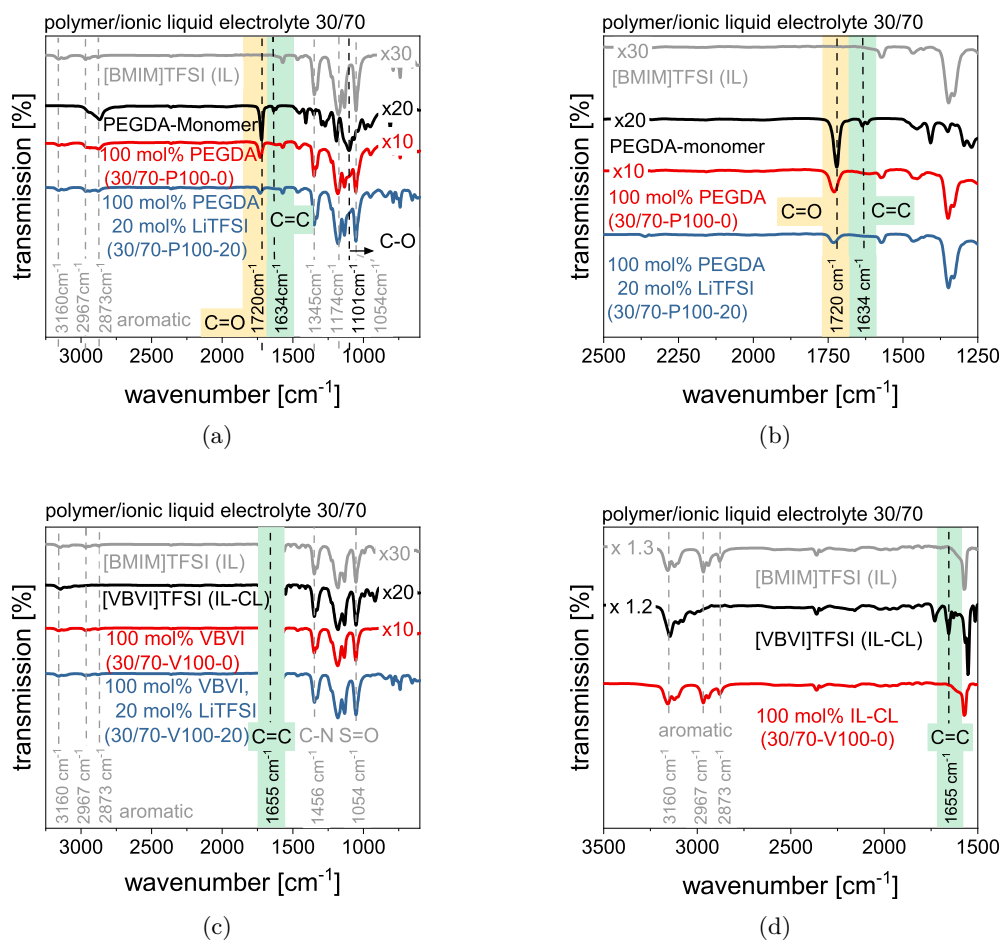 polymer/ionic liquid electrolyte 30/70
transmission [%]
x30
[BMIM]TFSI (IL)
x20
PEGDA-Monomer
x10
100 mol% PEGDA
(30/70-P100-0)
100 mol% PEGDA
20 mol% LiTFSI
(30/70-P100-20)
C=C
C-O
3160cm⁻¹
2967cm⁻¹
2873cm⁻¹
aromatic
C=O
1720cm⁻¹
1634cm⁻¹
1345cm⁻¹
1174cm⁻¹
1101cm⁻¹
1054cm⁻¹
3000 2500 2000 1500 1000
wavenumber [cm⁻¹]
(a)
polymer/ionic liquid electrolyte 30/70
transmission [%]
x30
[BMIM]TFSI (IL)
x20
PEGDA-monomer
x10
100 mol% PEGDA
(30/70-P100-0)
C=O
C=C
100 mol% PEGDA
20 mol% LiTFSI
(30/70-P100-20)
1720 cm⁻¹
1634 cm⁻¹
2500 2250 2000 1750 1500 1250
wavenumber [cm⁻¹]
(b)
polymer/ionic liquid electrolyte 30/70
transmission [%]
x30
[BMIM]TFSI (IL)
[VBVI]TFSI (IL-CL)
x20
100 mol% VBVI
x10
(30/70-V100-0)
100 mol% VBVI,
20 mol% LiTFSI
(30/70-V100-20)
C=C
C-N S=O
3160 cm⁻¹
2967 cm⁻¹
2873 cm⁻¹
aromatic
1655 cm⁻¹
1456 cm⁻¹
1054 cm⁻¹
3000 2500 2000 1500 1000
wavenumber [cm⁻¹]
(c)
polymer/ionic liquid electrolyte 30/70
transmission [%]
x 1.3
[BMIM]TFSI (IL)
x 1.2
[VBVI]TFSI (IL-CL)
100 mol% IL-CL
(30/70-V100-0)
aromatic
C=C
3160 cm⁻¹
2967 cm⁻¹
2873 cm⁻¹
1655 cm⁻¹
3500 3000 2500 2000 1500
wavenumber [cm⁻¹]
(d)